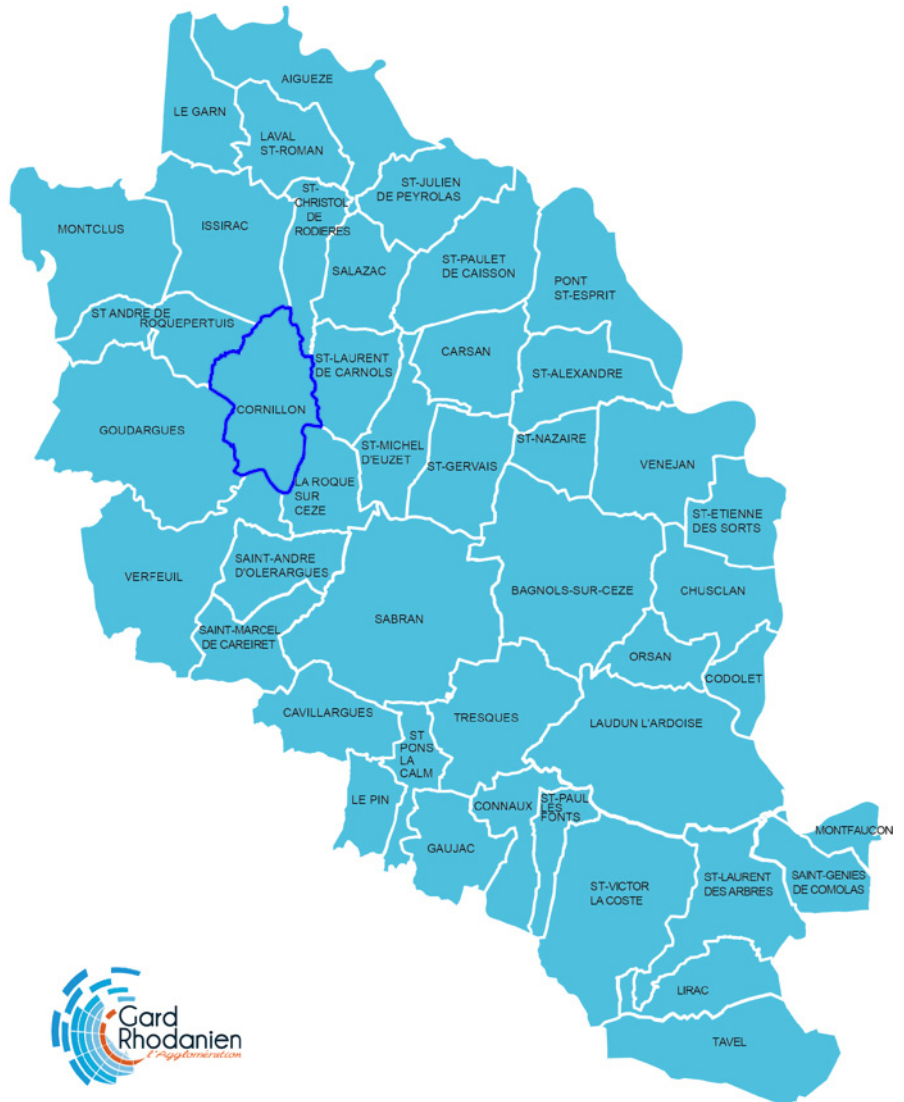 AIGUEZE
LE GARN
LAVAL
ST-ROMAN
ST-JULIEN
DE PEYROLAS
ST-
CHRISTOL
DE
RODIERES
MONTCLUS
ISSIRAC
SALAZAC
ST-PAULET
DE CAISSON
PONT
ST-ESPRIT
ST ANDRE DE
ROQUEPERTUIS
ST-LAURENT
DE CARNOLS
CARSAN
ST-ALEXANDRE
CORNILLON
GOUDARGUES
ST-MICHEL
D'EUZET
ST-GERVAIS
ST-NAZAIRE
VENEJAN
LA ROQUE
SUR
CEZE
ST-ETIENNE
DES SORTS
VERFEUIL
SAINT-ANDRE
D'OLERARGUES
BAGNOLS-SUR-CEZE
CHUSCLAN
SAINT-MARCEL
DE CAREIRET
SABRAN
ORSAN
CODOLET
CAVILLARGUES
ST
PONS
LA
CALM
TRESQUES
LAUDUN L'ARDOISE
LE PIN
CONNAUX
ST-PAUL
LES
FONTS
MONTFAUCON
GAUJAC
ST-VICTOR
LA COSTE
ST-LAURENT
DES ARBRES
SAINT-GENIES
DE COMOLAS
LIRAC
TAVEL
Gard
Rhodanien
l'Agglomération